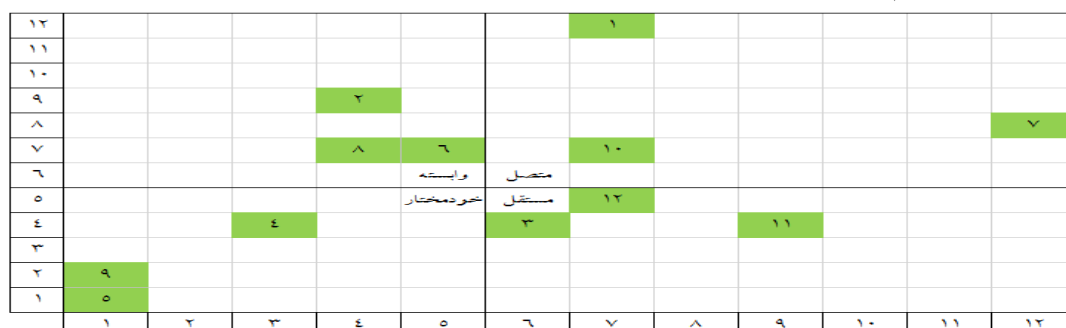 ١٢ ١
١١
١٠
٩ ٢
٨ ٧
٧ ٨ ٦ ١٠
٦ وابسته متصل
٥ خودمختار مستقل ١٢
٤ ٤ ٣ ١١
٣
٢ ٩
١ ٥
١ ٢ ٣ ٤ ٥ ٦ ٧ ٨ ٩ ١٠ ١١ ١٢